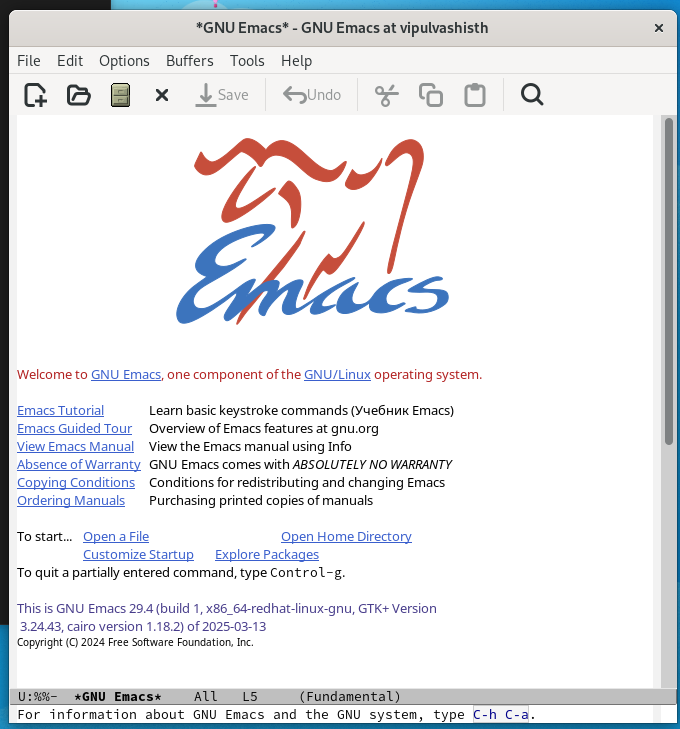 *GNU Emacs* - GNU Emacs at vipulvashisth
File Edit Options Buffers Tools Help
Save Undo
Emacs
Welcome to GNU Emacs, one component of the GNU/Linux operating system.
Emacs Tutorial Learn basic keystroke commands (Учебник Emacs)
Emacs Guided Tour Overview of Emacs features at gnu.org
View Emacs Manual View the Emacs manual using Info
Absence of Warranty GNU Emacs comes with ABSOLUTELY NO WARRANTY
Copying Conditions Conditions for redistributing and changing Emacs
Ordering Manuals Purchasing printed copies of manuals
To start... Open a File Open Home Directory
Customize Startup Explore Packages
To quit a partially entered command, type Control-g.
This is GNU Emacs 29.4 (build 1, x86_64-redhat-linux-gnu, GTK+ Version
3.24.43, cairo version 1.18.2) of 2025-03-13
Copyright (C) 2024 Free Software Foundation, Inc.
U:%%- *GNU Emacs* All L5 (Fundamental)
For information about GNU Emacs and the GNU system, type C-h C-a.